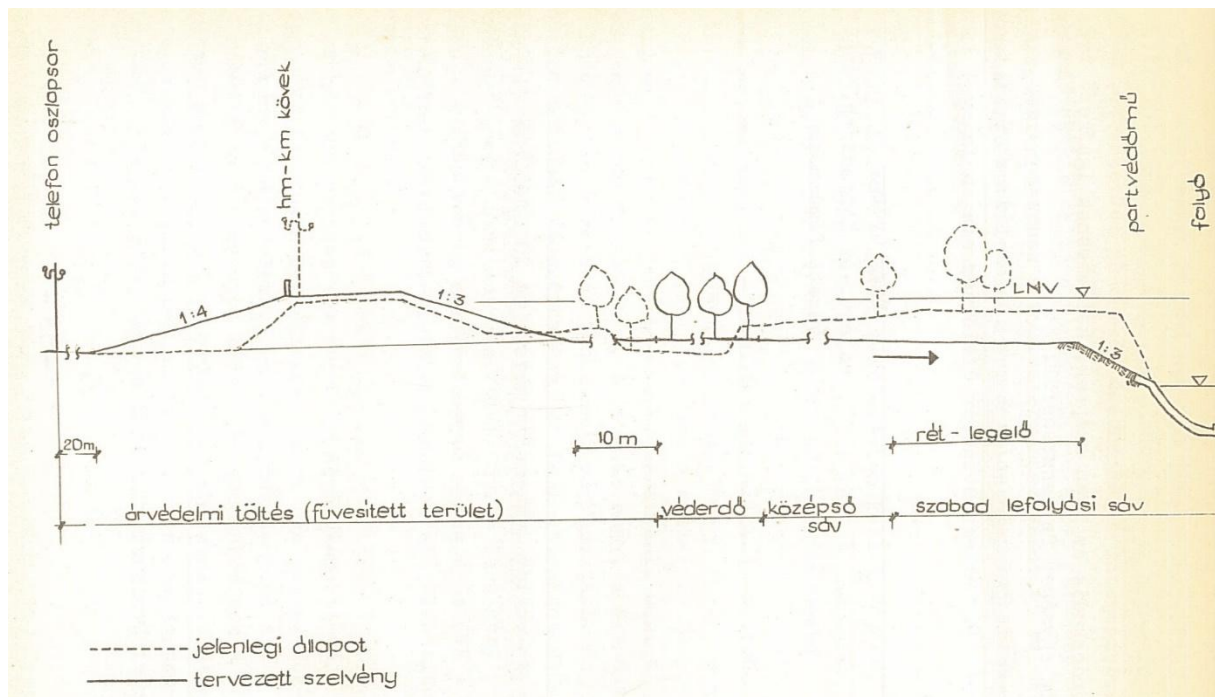 telefon oszlopsor
hm-km kövek
partvédőmű
folyó
1:4
1:3
LNV
1:3
20m
10 m
rét - legelő
árvédelmi töltés (füvesített terület)
véderdő
középső
sáv
szabad lefolyási sáv
jelenlegi állapot
tervezett szelvény